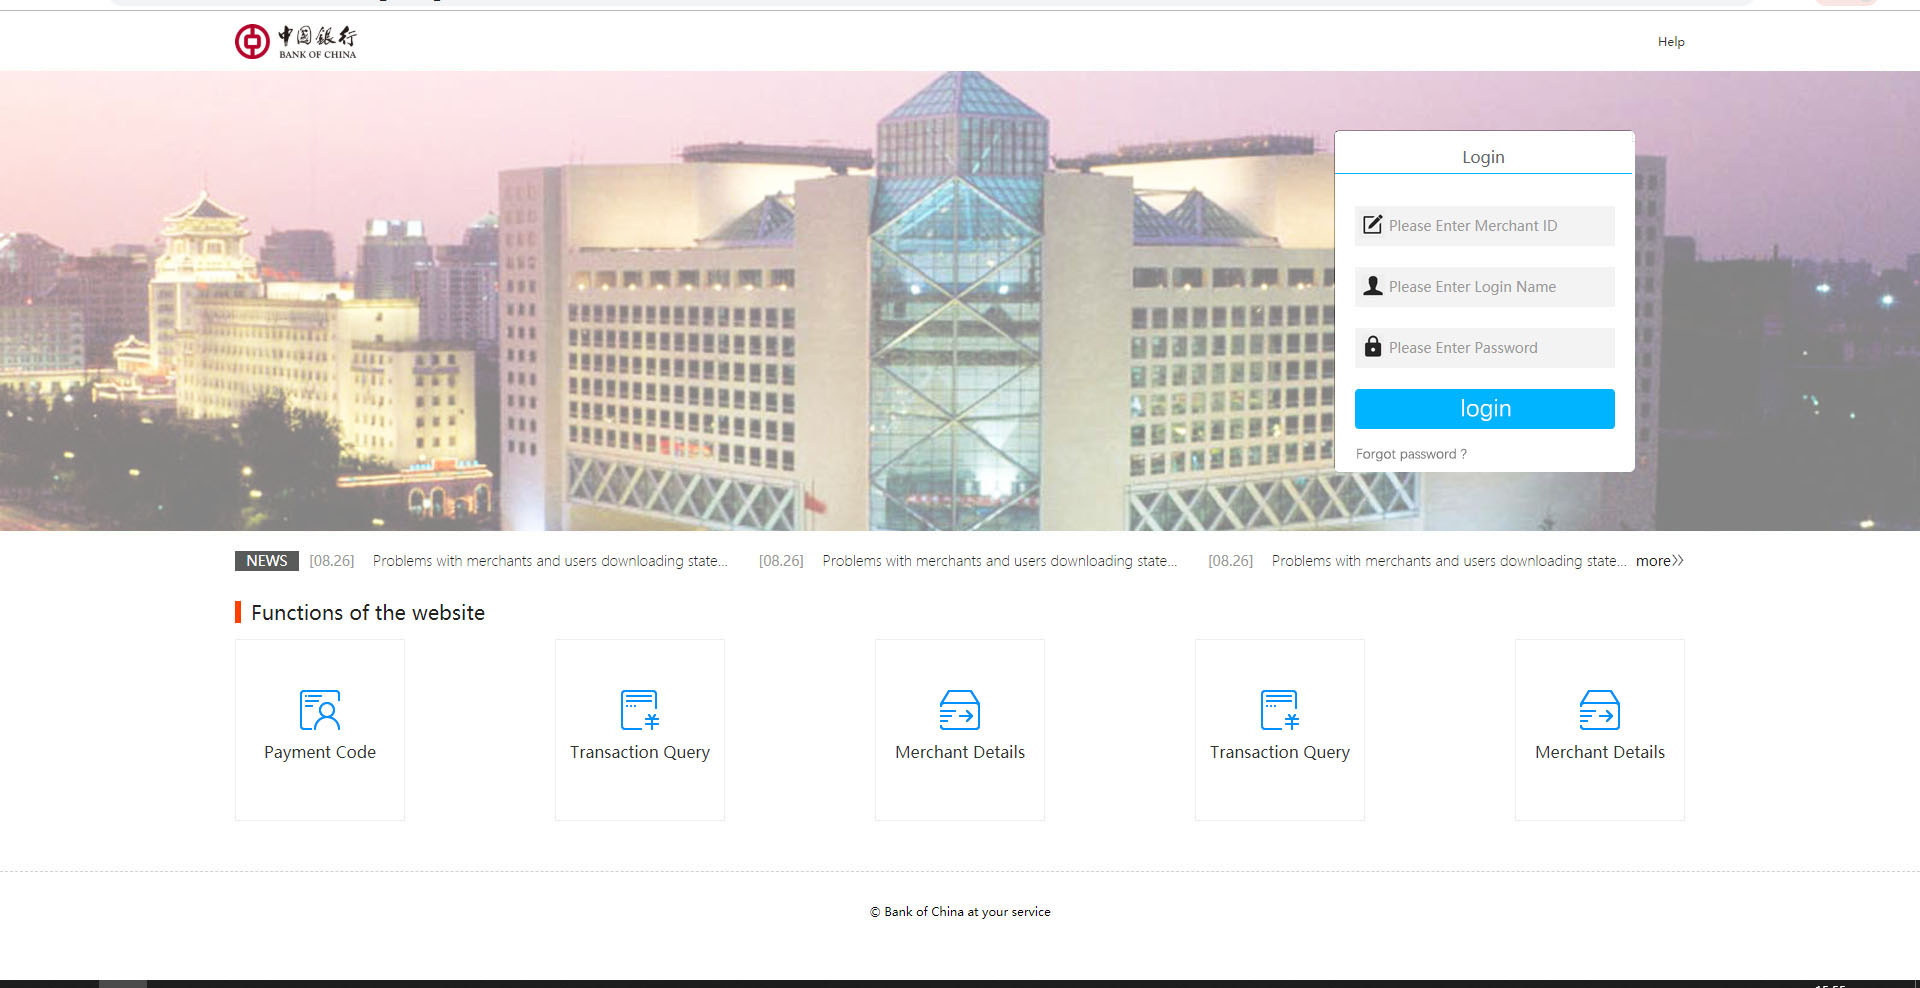 中国銀行
BANK OF CHINA
Help
Login
Please Enter Merchant ID
Please Enter Login Name
Please Enter Password
login
Forgot password ?
NEWS [08.26] Problems with merchants and users downloading state... [08.26] Problems with merchants and users downloading state... [08.26] Problems with merchants and users downloading state... more
Functions of the website
Payment Code
Transaction Query
Merchant Details
Transaction Query
Merchant Details
© Bank of China at your service